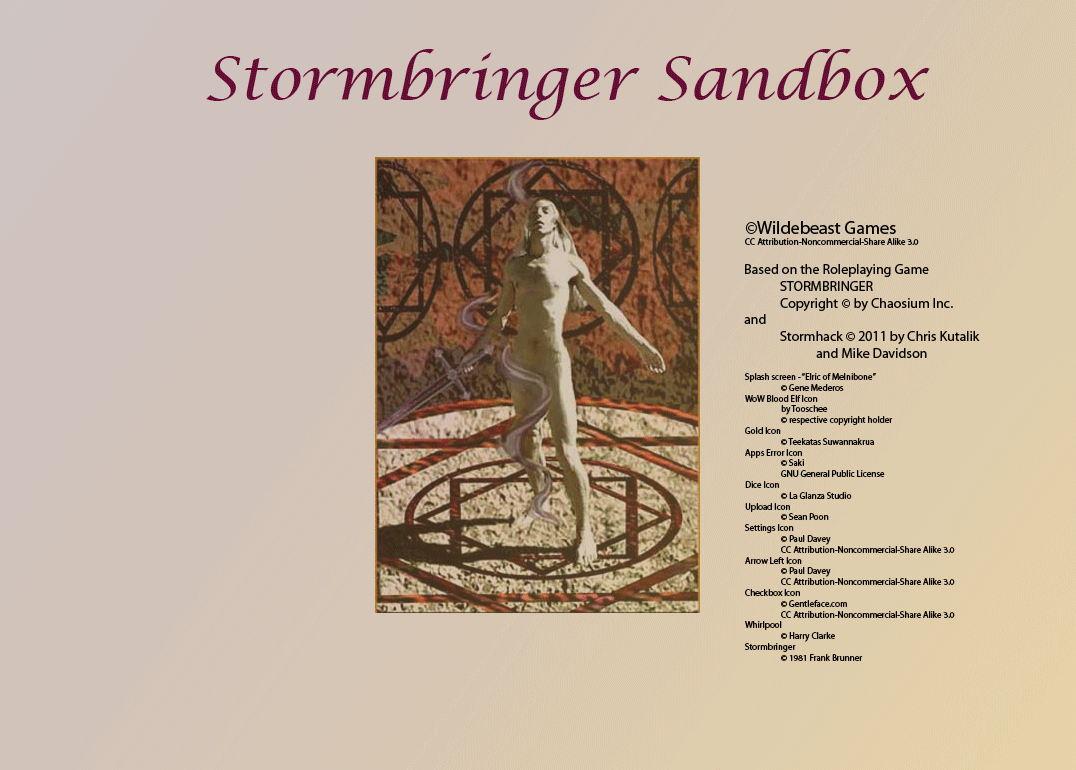 Stormbringer Sandbox
©Wildebeast Games
CC Attribution-Noncommercial-Share Alike 3.0
Based on the Roleplaying Game
STORMBRINGER
Copyright © by Chaosium Inc.
and
Stormhack © 2011 by Chris Kutalik
and Mike Davidson
Splash screen - "Elric of Melnibone"
© Gene Mederos
WoW Blood Elf Icon
by Tooschee
© respective copyright holder
Gold Icon
© Teekatas Suwannakrua
Apps Error Icon
© Saki
GNU General Public License
Dice Icon
© La Glanza Studio
Upload Icon
© Sean Poon
Settings Icon
© Paul Davey
CC Attribution-Noncommercial-Share Alike 3.0
Arrow Left Icon
© Paul Davey
CC Attribution-Noncommercial-Share Alike 3.0
Checkbox Icon
© Gentleface.com
CC Attribution-Noncommercial-Share Alike 3.0
Whirlpool
© Harry Clarke
Stormbringer
© 1981 Frank Brunner